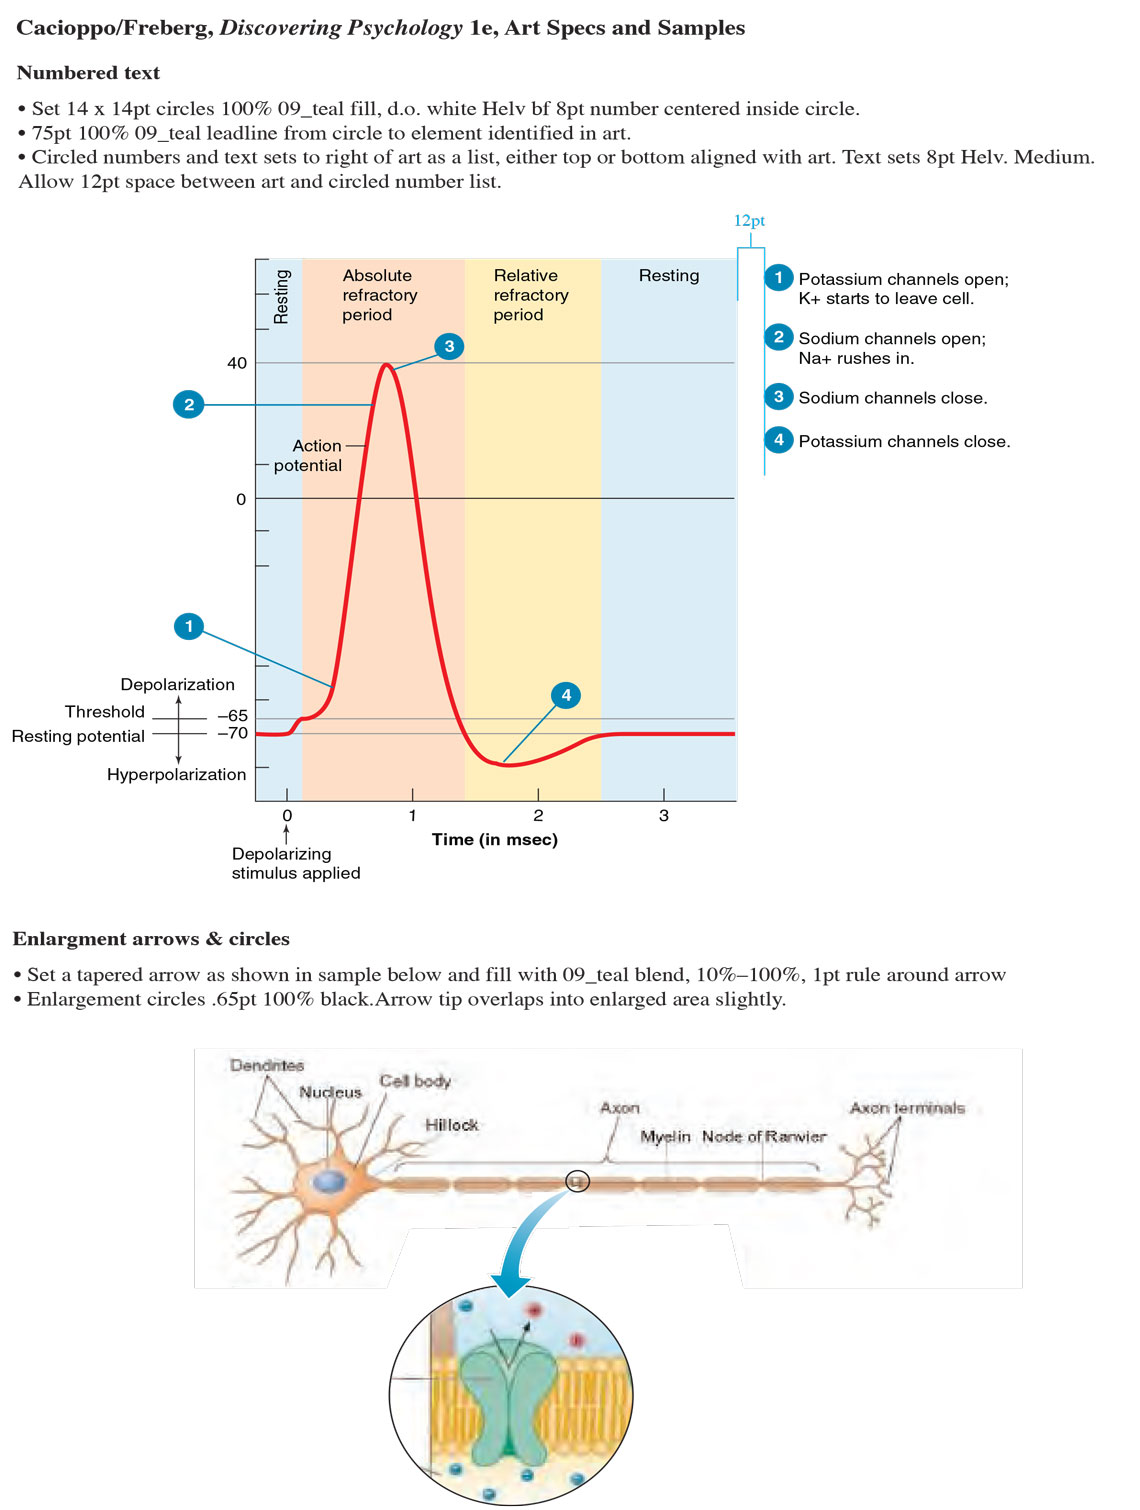 Cacioppo/Freberg, Discovering Psychology 1e, Art Specs and Samples
Numbered text
• Set 14 x 14pt circles 100% 09_teal fill, d.o. white Helv bf 8pt number centered inside circle.
• 75pt 100% 09_teal leadline from circle to element identified in art.
• Circled numbers and text sets to right of art as a list, either top or bottom aligned with art. Text sets 8pt Helv. Medium.
Allow 12pt space between art and circled number list.
12pt
Resting
Absolute
refractory
period
Relative
refractory
period
Resting
1 Potassium channels open;
K+ starts to leave cell.
2 Sodium channels open;
Na+ rushes in.
3 Sodium channels close.
4 Potassium channels close.
3
40
2
Action
potential
0
1
Depolarization
4
Threshold
–65
Resting potential
–70
Hyperpolarization
0 1 2 3
Time (in msec)
Depolarizing
stimulus applied
Enlargment arrows & circles
• Set a tapered arrow as shown in sample below and fill with 09_teal blend, 10%–100%, 1pt rule around arrow
• Enlargement circles .65pt 100% black.Arrow tip overlaps into enlarged area slightly.
Dendrites
Nucleus
Cell body
Hillock
Axon
Myelin
Node of Ranvier
Axon terminals